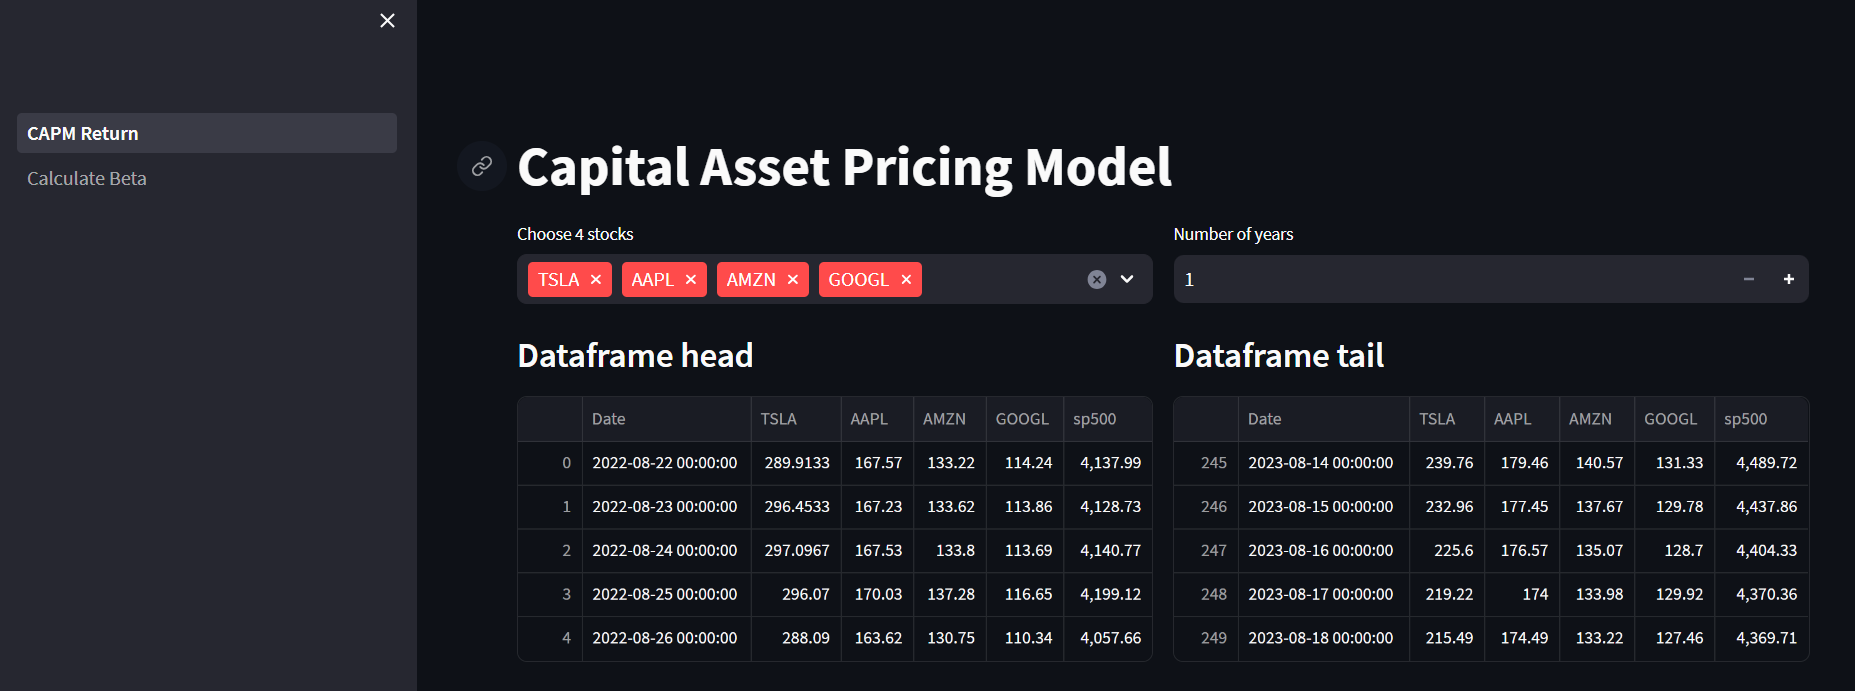 CAPM Return
Calculate Beta
Capital Asset Pricing Model
Choose 4 stocks
TSLA AAPL AMZN GOOGL
Number of years
1
Dataframe head
Date TSLA AAPL AMZN GOOGL sp500
0 2022-08-22 00:00:00 289.9133 167.57 133.22 114.24 4,137.99
1 2022-08-23 00:00:00 296.4533 167.23 133.62 113.86 4,128.73
2 2022-08-24 00:00:00 297.0967 167.53 133.8 113.69 4,140.77
3 2022-08-25 00:00:00 296.07 170.03 137.28 116.65 4,199.12
4 2022-08-26 00:00:00 288.09 163.62 130.75 110.34 4,057.66
Dataframe tail
Date TSLA AAPL AMZN GOOGL sp500
245 2023-08-14 00:00:00 239.76 179.46 140.57 131.33 4,489.72
246 2023-08-15 00:00:00 232.96 177.45 137.67 129.78 4,437.86
247 2023-08-16 00:00:00 225.6 176.57 135.07 128.7 4,404.33
248 2023-08-17 00:00:00 219.22 174 133.98 129.92 4,370.36
249 2023-08-18 00:00:00 215.49 174.49 133.22 127.46 4,369.71